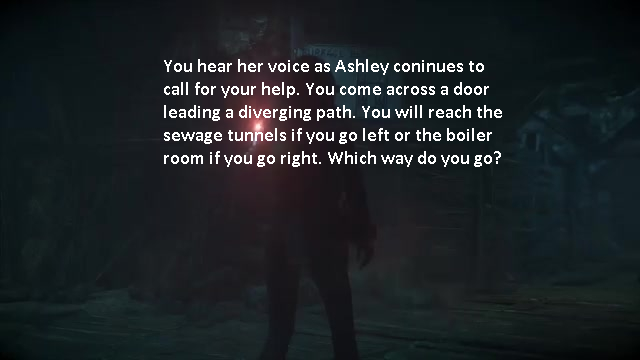 You hear her voice as Ashley coninues to
call for your help. You come across a door
leading a diverging path. You will reach the
sewage tunnels if you go left or the boiler
room if you go right. Which way do you go?